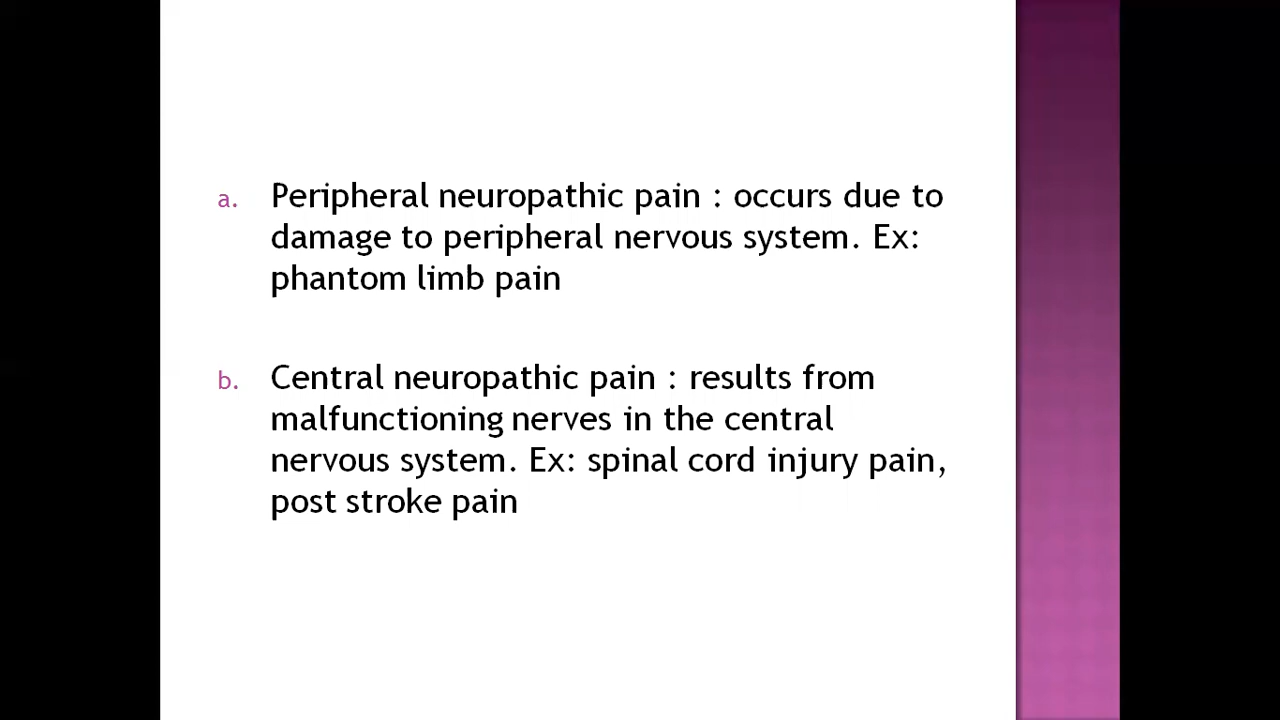 a. Peripheral neuropathic pain : occurs due to
damage to peripheral nervous system. Ex:
phantom limb pain
b. Central neuropathic pain : results from
malfunctioning nerves in the central
nervous system. Ex: spinal cord injury pain,
post stroke pain